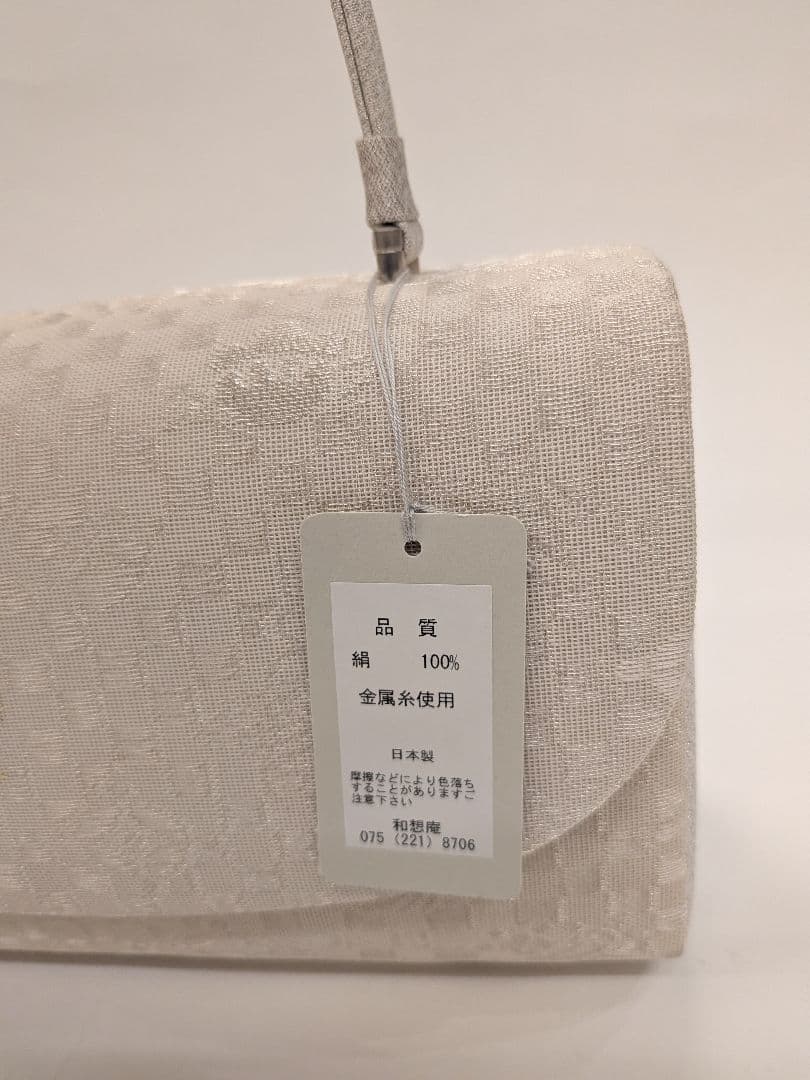 品 質
絹 100%
金属糸使用
日本製
摩擦などにより色落ち
することがありますご
注意下さい
和想庵
075 (221) 8706